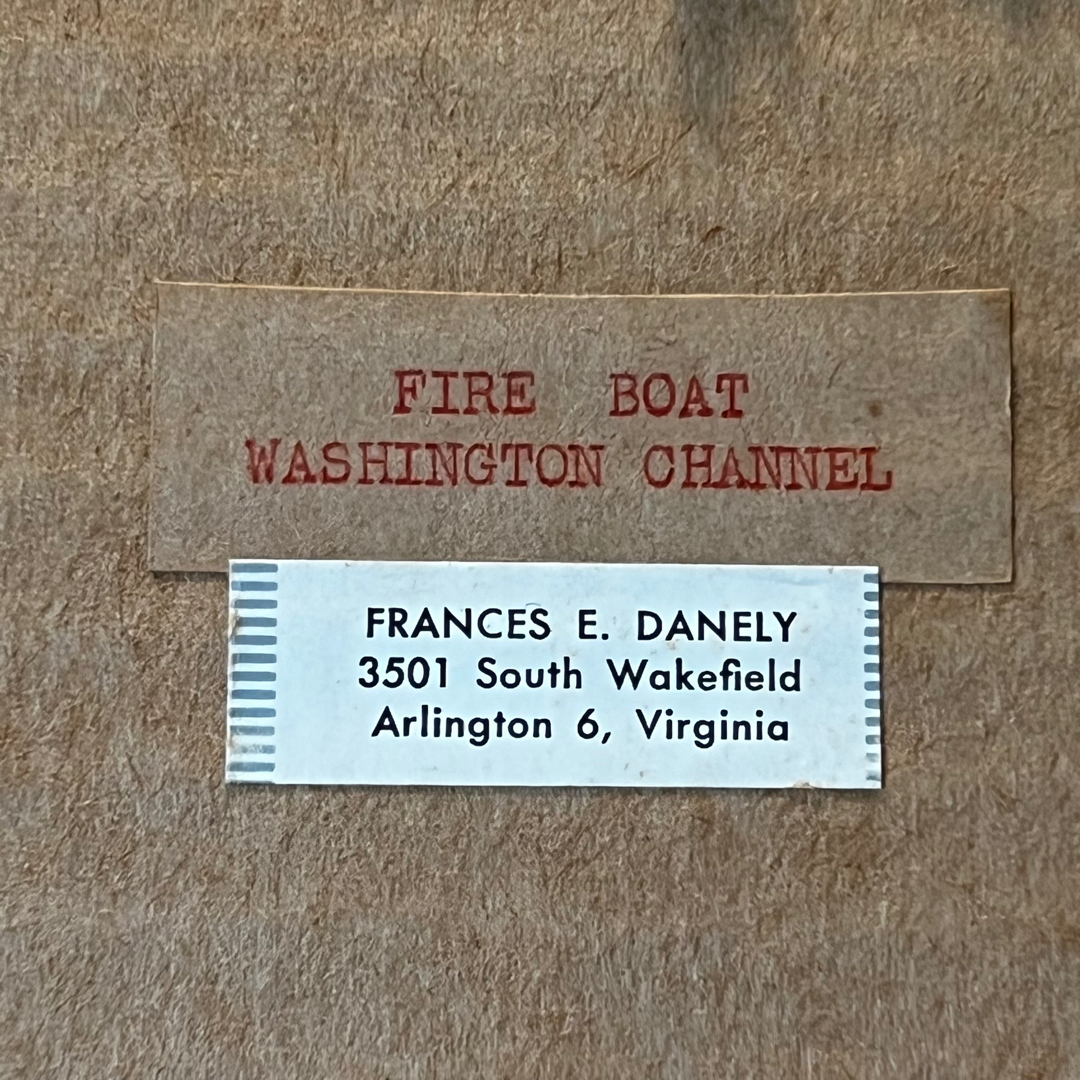 FIRE BOAT
WASHINGTON CHANNEL
FRANCES E. DANELY
3501 South Wakefield
Arlington 6, Virginia